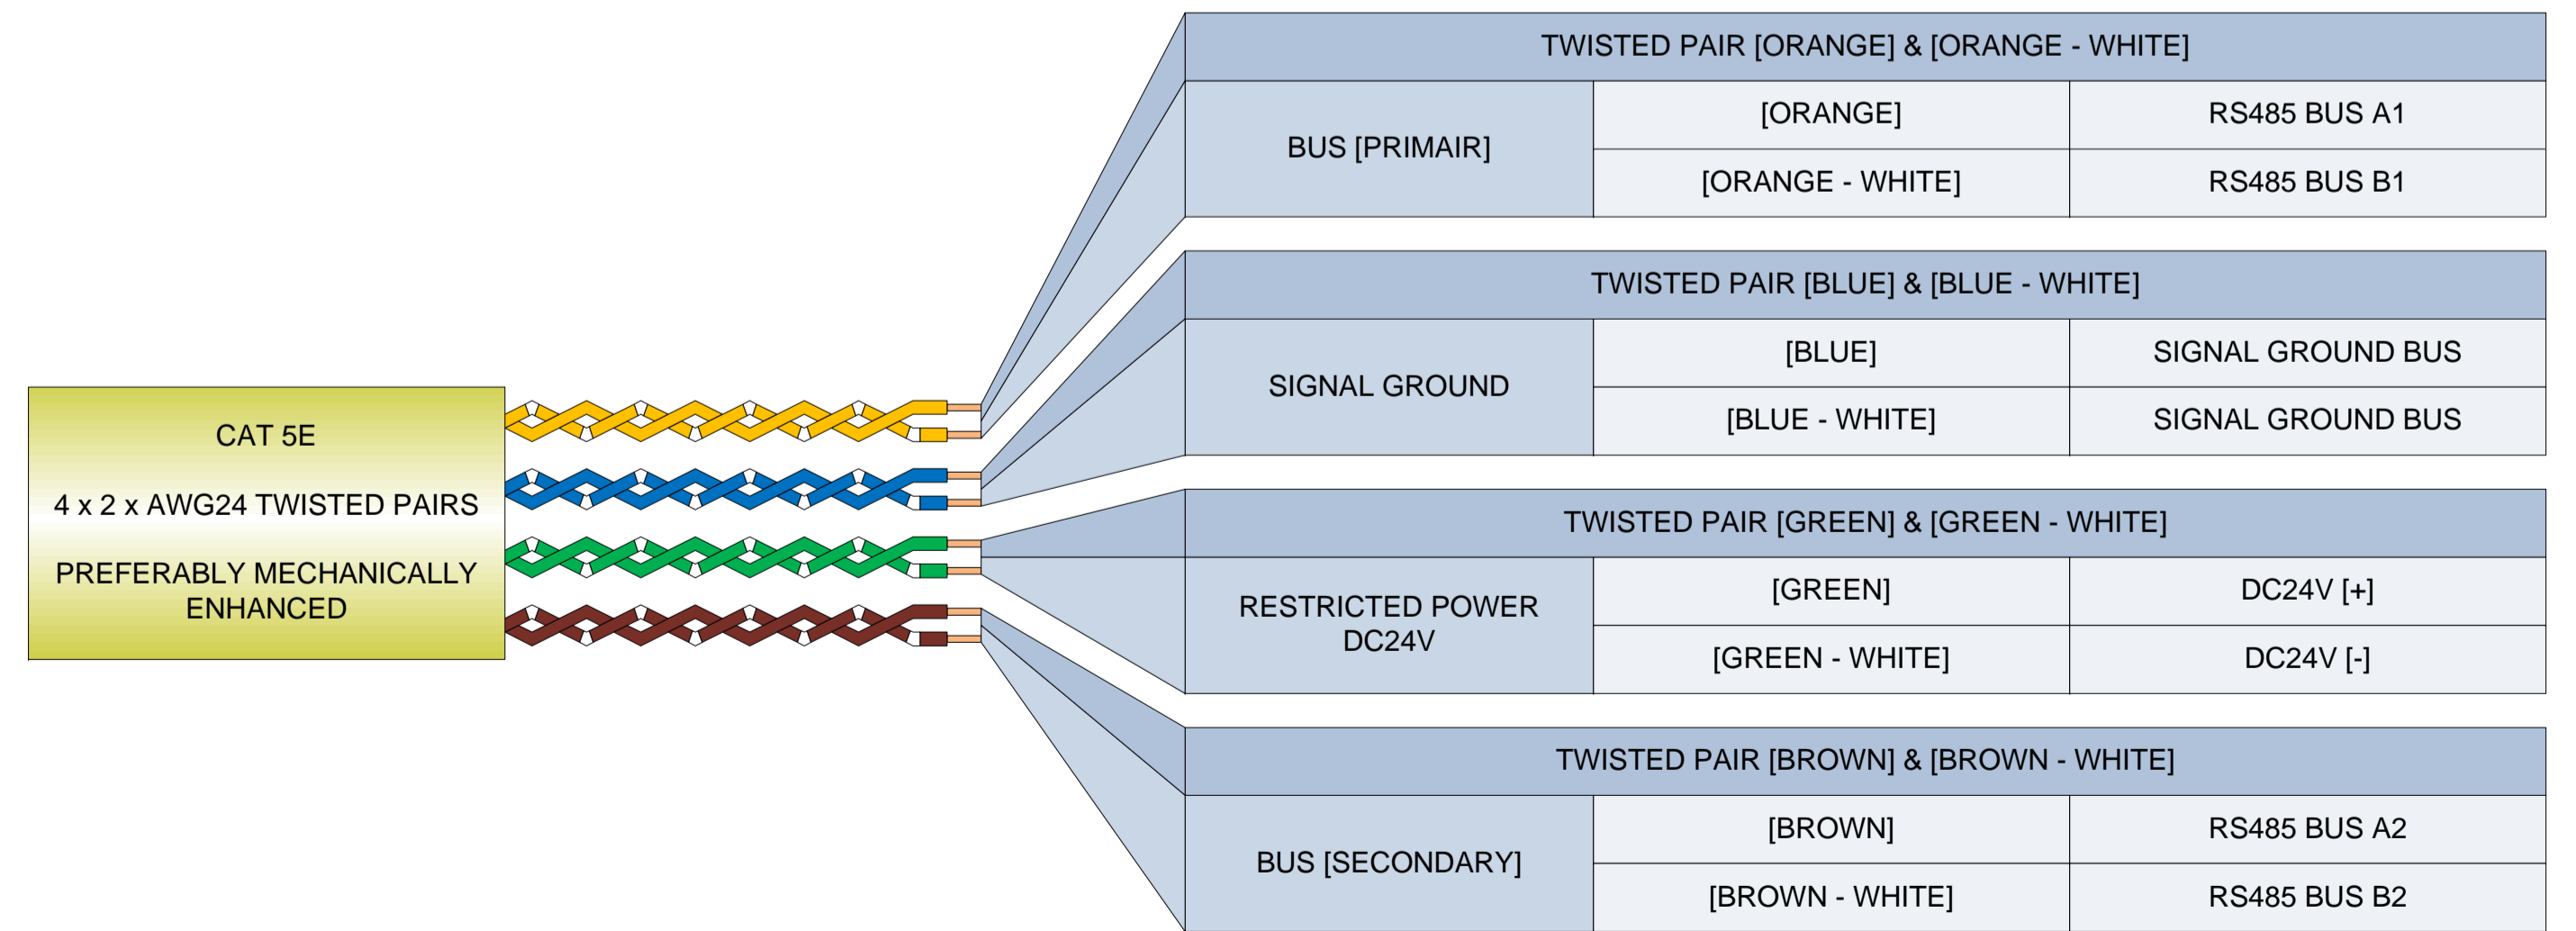 CAT 5E
4 x 2 x AWG24 TWISTED PAIRS
PREFERABLY MECHANICALLY
ENHANCED
TWISTED PAIR [ORANGE] & [ORANGE - WHITE]
BUS [PRIMAIR]
[ORANGE]
RS485 BUS A1
[ORANGE - WHITE]
RS485 BUS B1
TWISTED PAIR [BLUE] & [BLUE - WHITE]
SIGNAL GROUND
[BLUE]
SIGNAL GROUND BUS
[BLUE - WHITE]
SIGNAL GROUND BUS
TWISTED PAIR [GREEN] & [GREEN - WHITE]
RESTRICTED POWER
DC24V
[GREEN]
DC24V [+]
[GREEN - WHITE]
DC24V [-]
TWISTED PAIR [BROWN] & [BROWN - WHITE]
BUS [SECONDARY]
[BROWN]
RS485 BUS A2
[BROWN - WHITE]
RS485 BUS B2